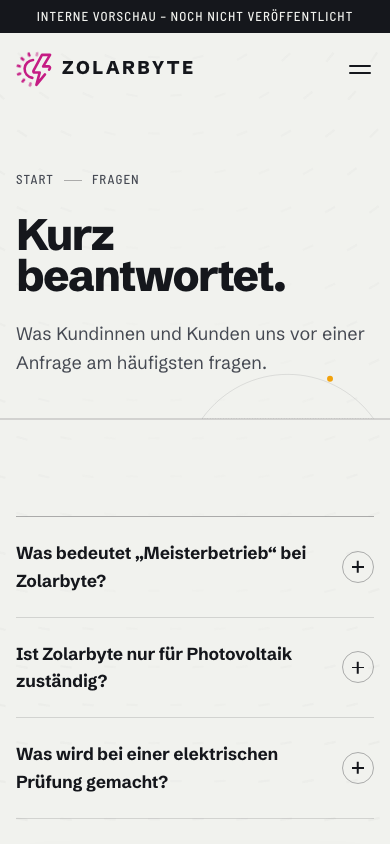 INTERNE VORSCHAU – NOCH NICHT VERÖFFENTLICHT
ZOLARBYTE
START — FRAGEN
Kurz
beantwortet.
Was Kundinnen und Kunden uns vor einer
Anfrage am häufigsten fragen.
Was bedeutet „Meisterbetrieb“ bei
Zolarbyte?
Ist Zolarbyte nur für Photovoltaik
zuständig?
Was wird bei einer elektrischen
Prüfung gemacht?